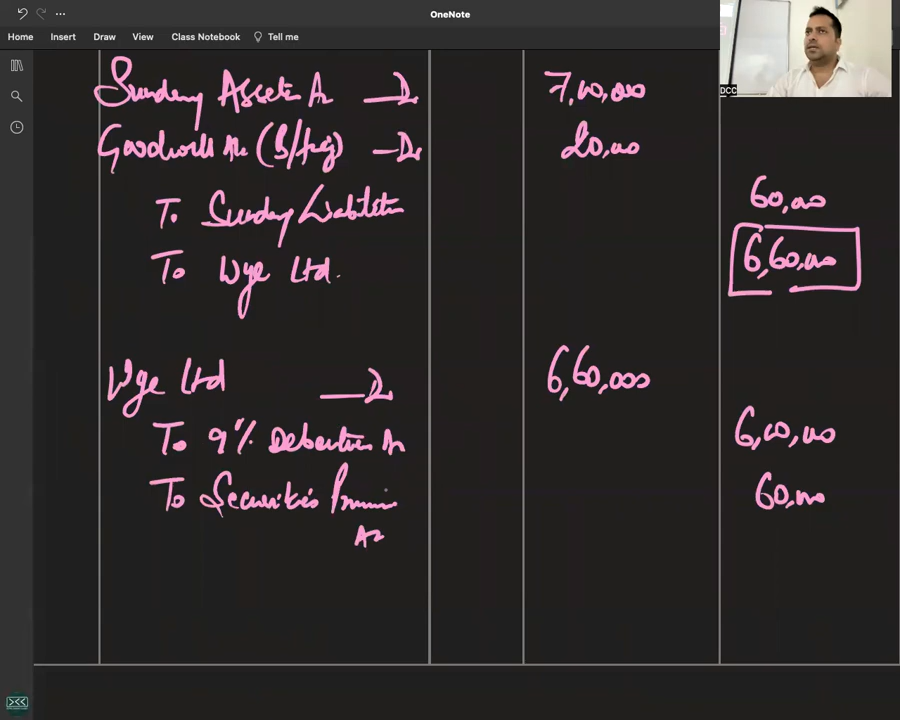 OneNote
Home Insert Draw View Class Notebook Tell me
DCC
Sundry Assets A/c — Dr 7,00,000
Goodwill A/c (B/fig) — Dr 20,000
To Sundry Liabilities 60,000
To Wye Ltd. 6,60,000
Wye Ltd — Dr 6,60,000
To 9% Debenture A/c 6,00,000
To Securities Premium 60,000
A/c